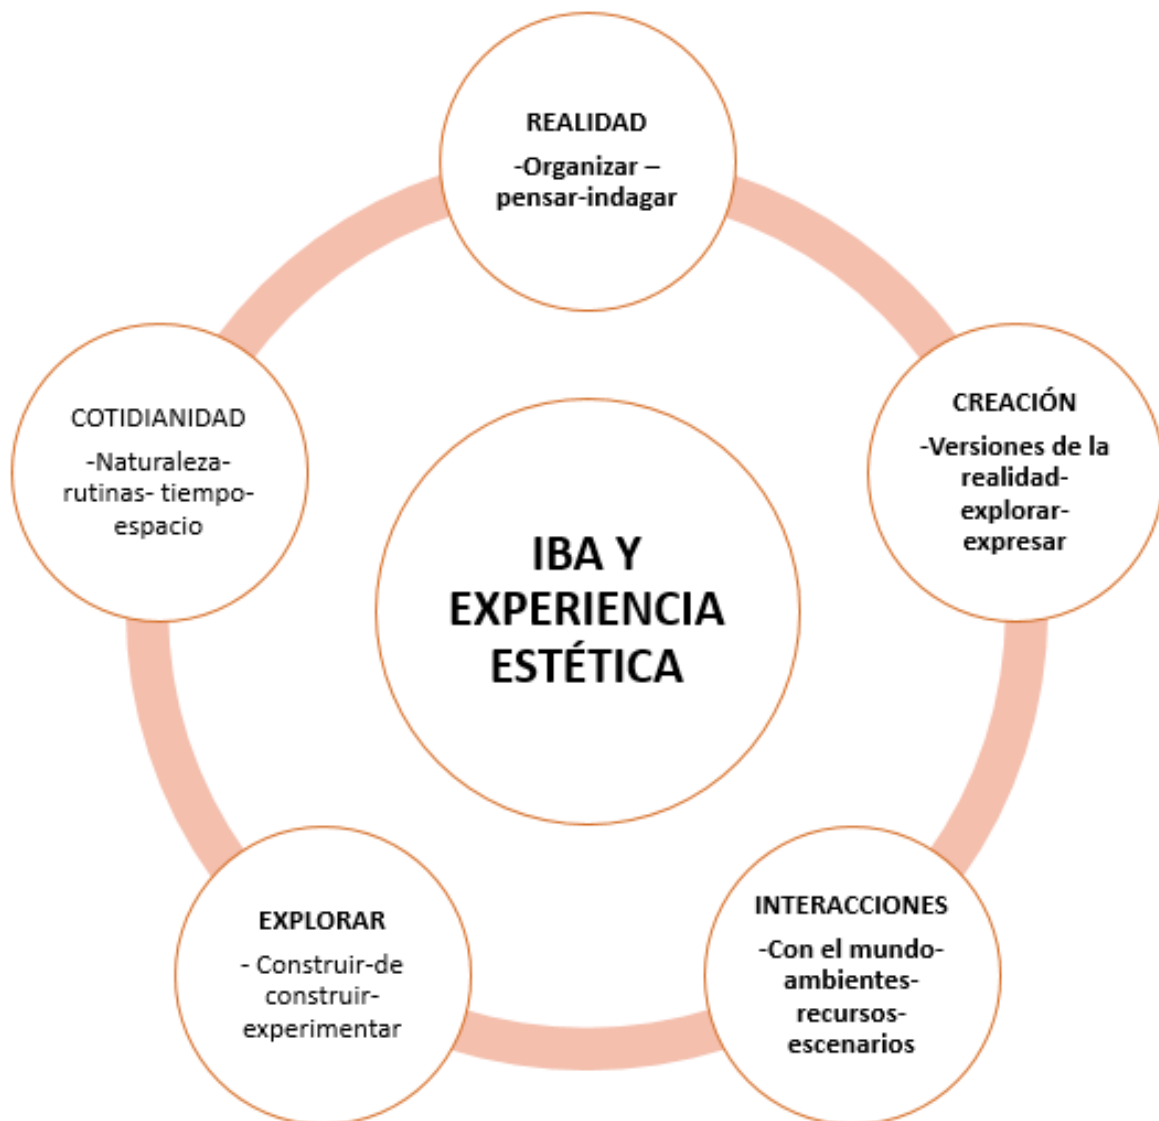 REALIDAD
-Organizar –
pensar-indagar
CREACIÓN
-Versiones de la
realidad-
explorar-
expresar
INTERACCIONES
-Con el mundo-
ambientes-
recursos-
escenarios
EXPLORAR
- Construir-de
construir-
experimentar
COTIDIANIDAD
-Naturaleza-
rutinas- tiempo-
espacio
IBA Y
EXPERIENCIA
ESTÉTICA